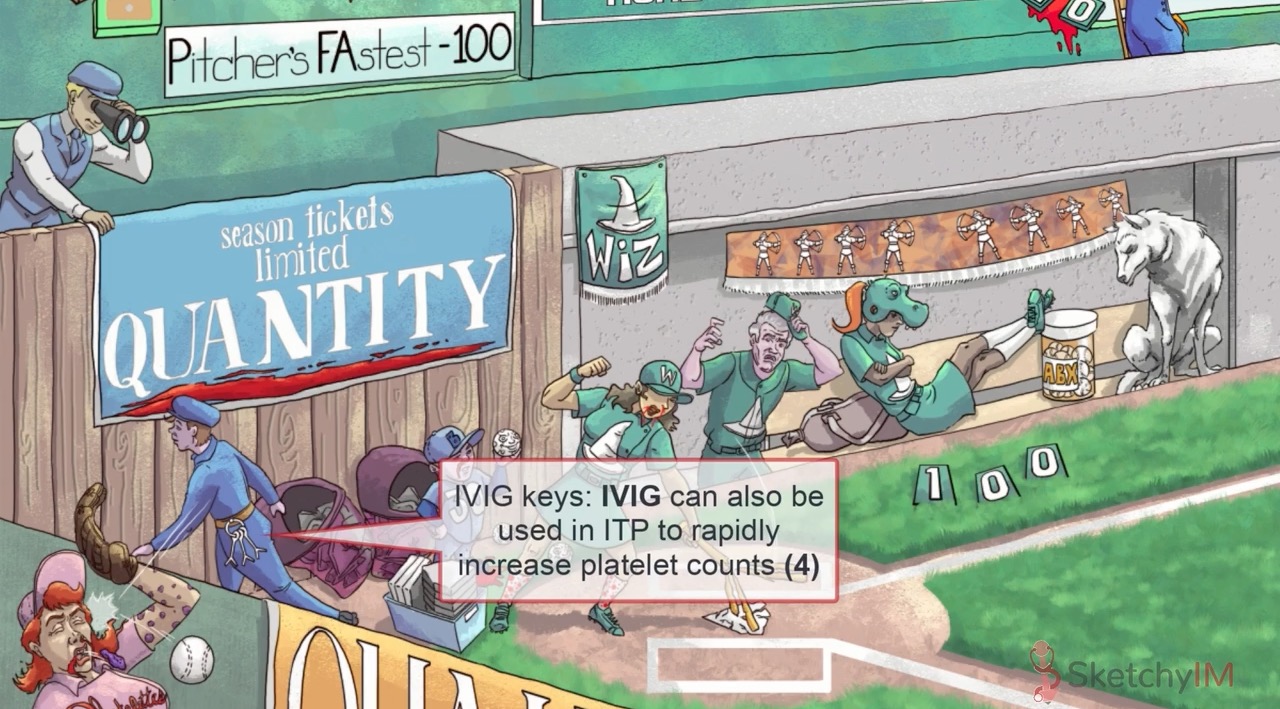 Pitcher's FAstest -100
season tickets
limited
QUANTITY
WiZ
W
ABX
1 0 0
IVIG keys: IVIG can also be
used in ITP to rapidly
increase platelet counts (4)
SketchyIM